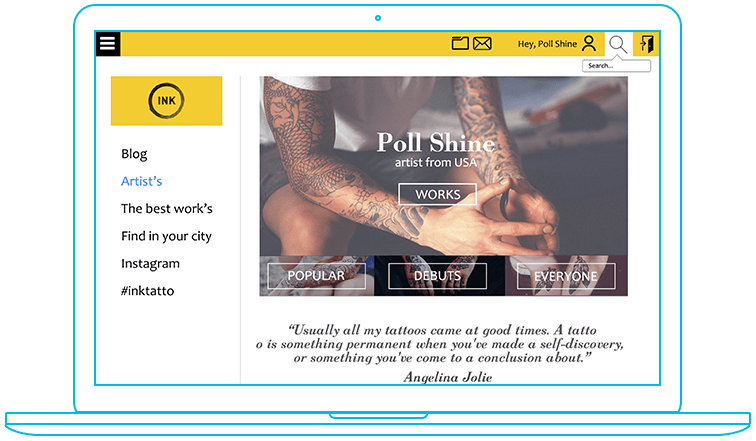 Hey, Poll Shine
Search...
INK
Blog
Artist's
The best work's
Find in your city
Instagram
#inktatto
Poll Shine
artist from USA
WORKS
POPULAR
DEBUTS
EVERYONE
“Usually all my tattoos came at good times. A tatto
o is something permanent when you've made a self-discovery,
or something you've come to a conclusion about.”
Angelina Jolie